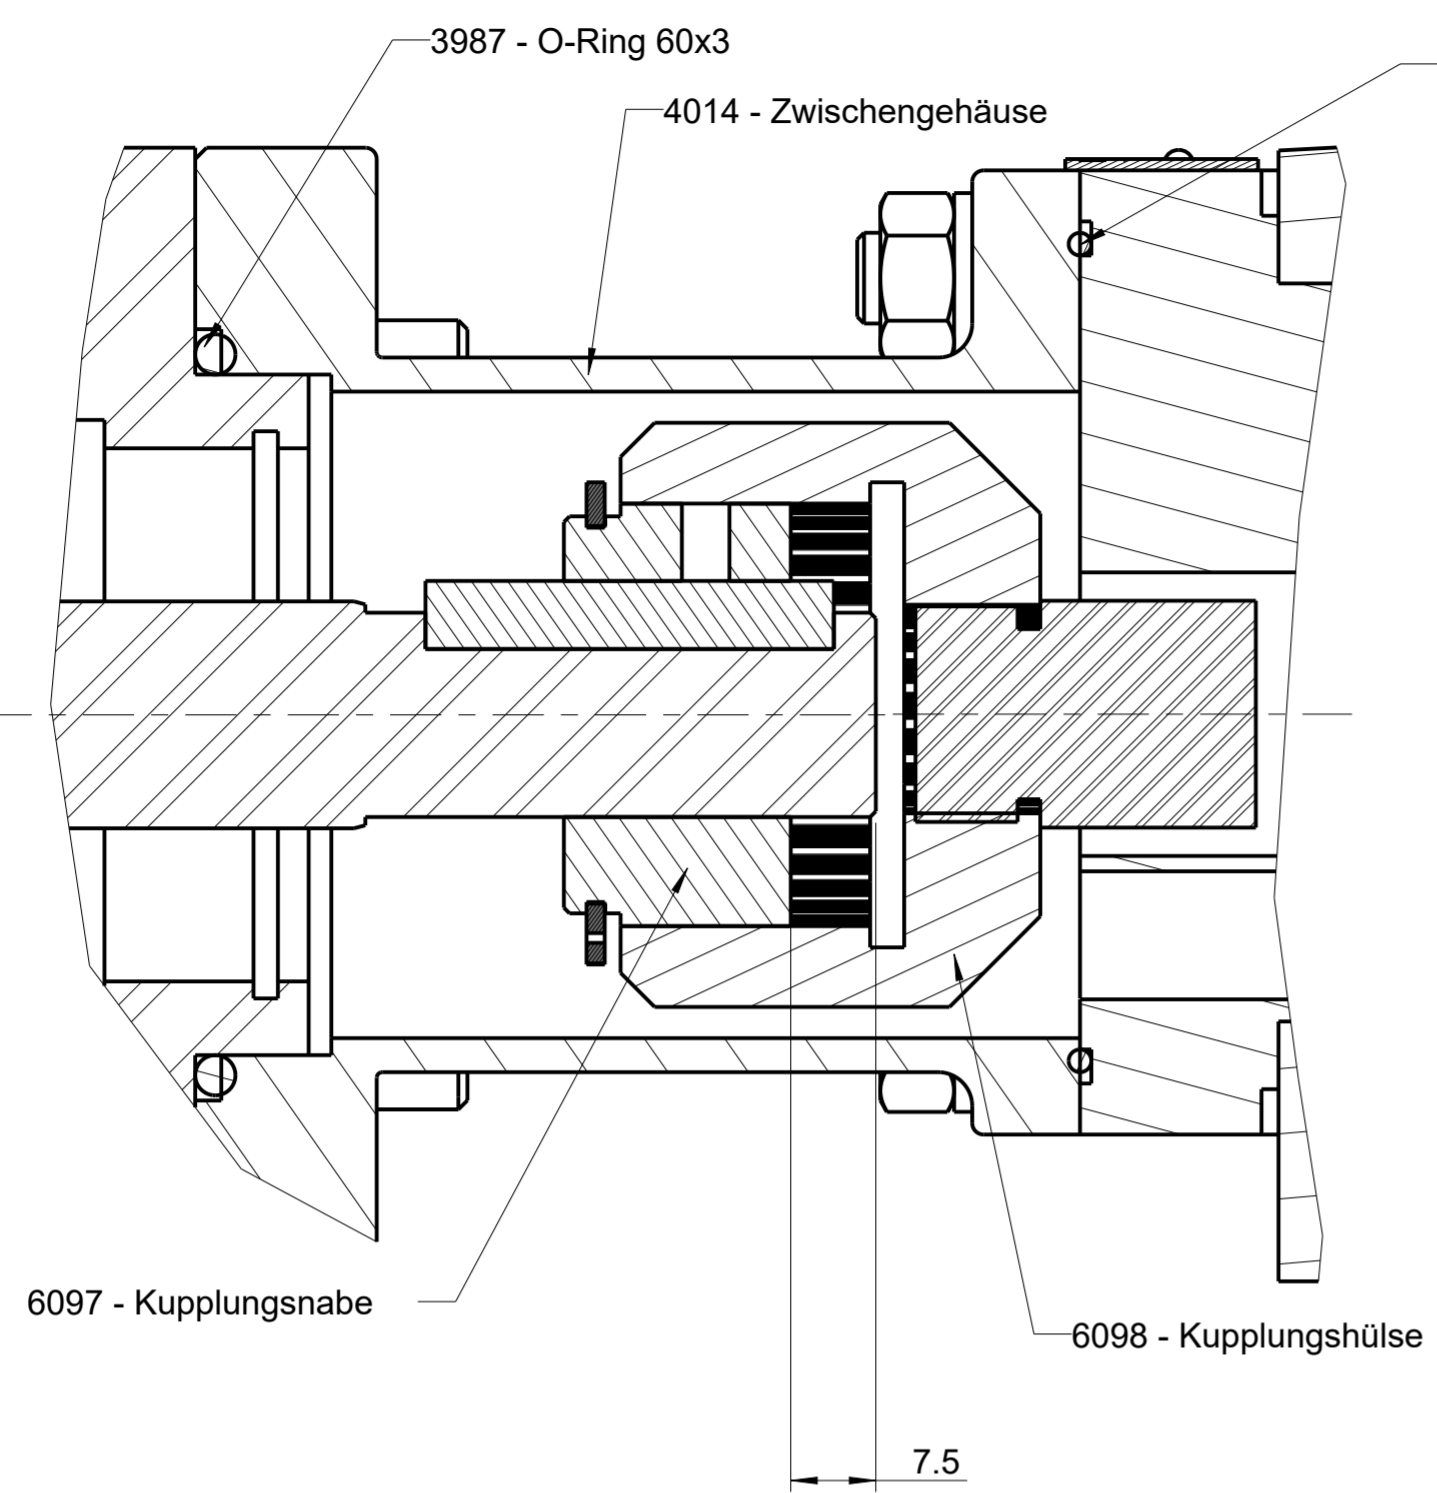 3987 - O-Ring 60x3
4014 - Zwischengehäuse
6097 - Kupplungsnabe
6098 - Kupplungshülse
7.5